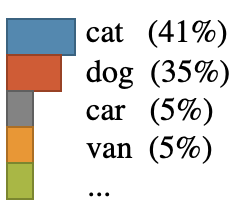 cat (41%)
dog (35%)
car (5%)
van (5%)
...